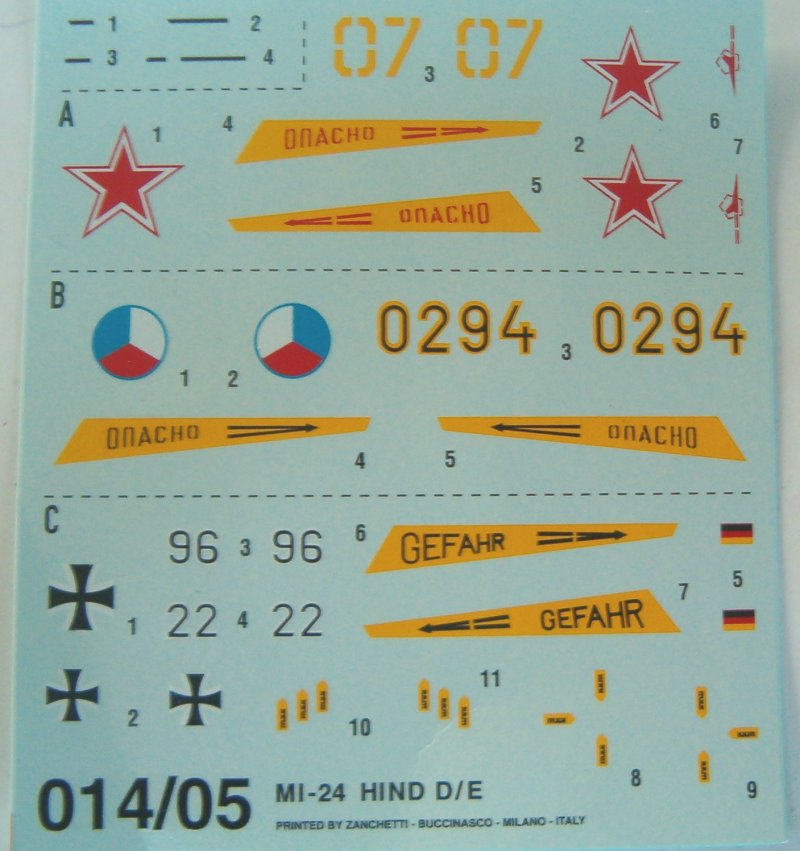 1 2
3 4
07 3 07
A 1 4 ОПАСНО 2 6 7
ОПАСНО 5
B
1 2 0294 3 0294
ОПАСНО 4 5 ОПАСНО
C
96 3 96 6 GEFAHR
1 22 4 22 GEFAHR 7 5
2 10 11 8 9
014/05 MI-24 HIND D/E
PRINTED BY ZANCHETTI - BUCCINASCO - MILANO - ITALY